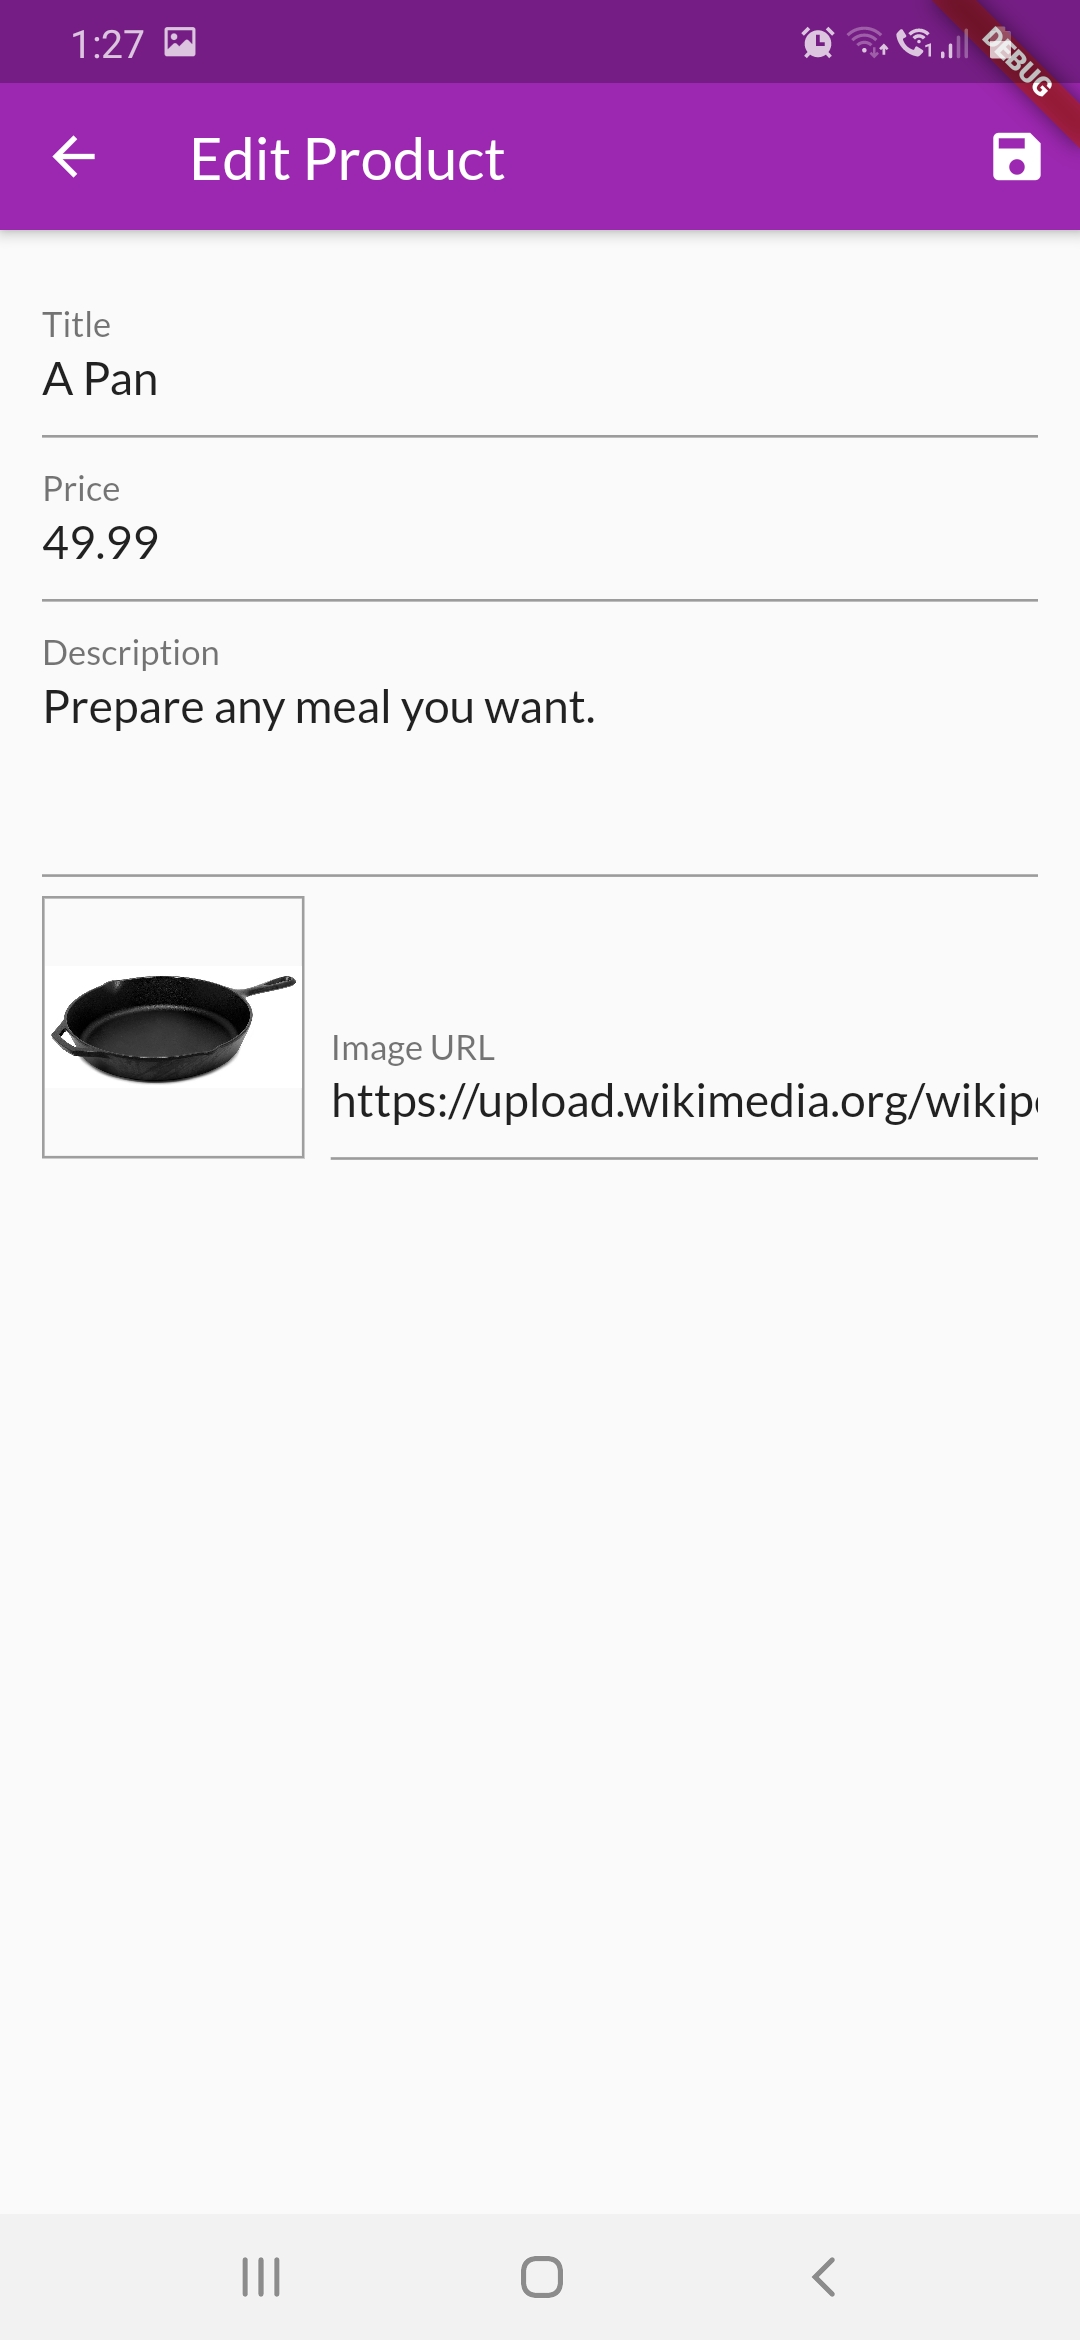 1:27
DEBUG
Edit Product
Title
A Pan
Price
49.99
Description
Prepare any meal you want.
Image URL
https://upload.wikimedia.org/wikip